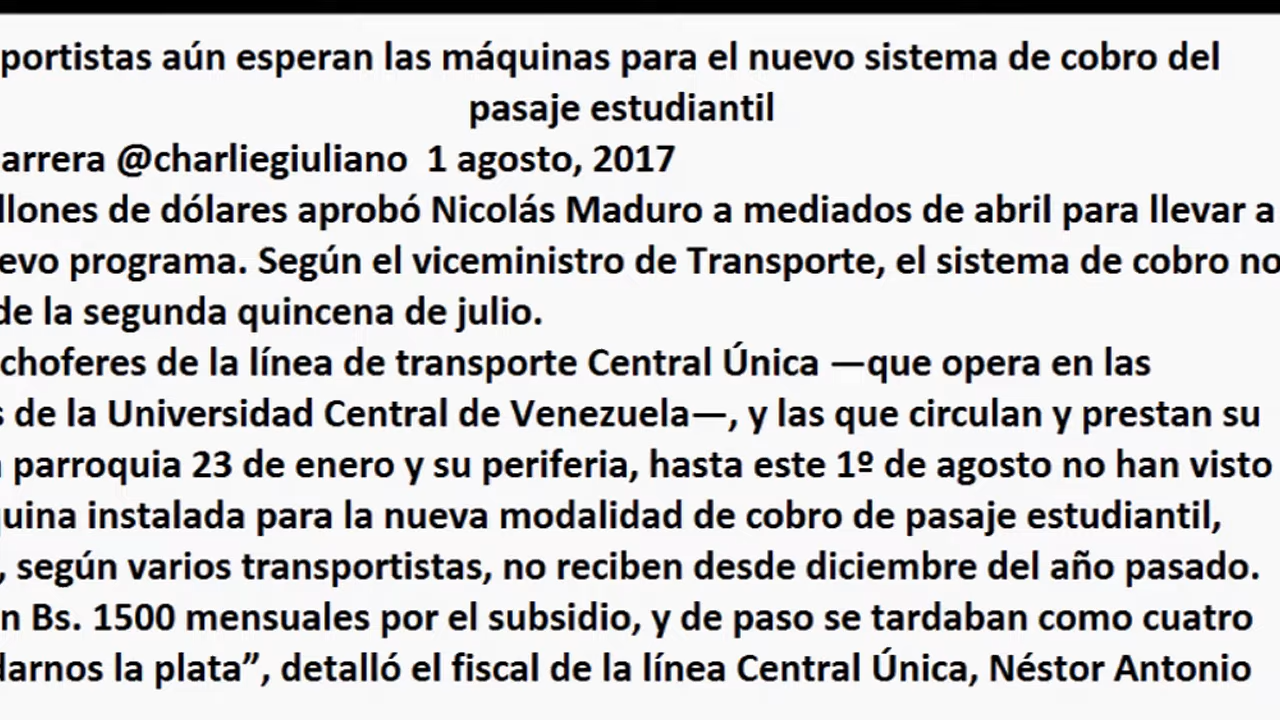 portistas aún esperan las máquinas para el nuevo sistema de cobro del
pasaje estudiantil
arrera @charliegiuliano 1 agosto, 2017
llones de dólares aprobó Nicolás Maduro a mediados de abril para llevar a
evo programa. Según el viceministro de Transporte, el sistema de cobro no
de la segunda quincena de julio.
choferes de la línea de transporte Central Única —que opera en las
s de la Universidad Central de Venezuela—, y las que circulan y prestan su
parroquia 23 de enero y su periferia, hasta este 1º de agosto no han visto
uina instalada para la nueva modalidad de cobro de pasaje estudiantil,
, según varios transportistas, no reciben desde diciembre del año pasado.
n Bs. 1500 mensuales por el subsidio, y de paso se tardaban como cuatro
darnos la plata”, detalló el fiscal de la línea Central Única, Néstor Antonio